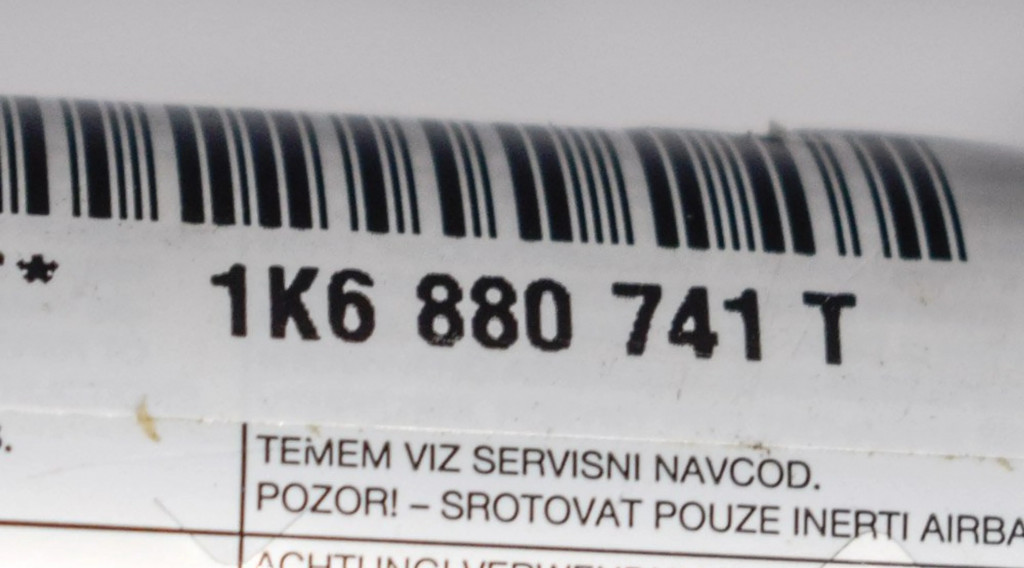 * 1K6 880 741 T
TEMEM VIZ SERVISNI NAVCOD.
POZOR! – SROTOVAT POUZE INERTI AIRBA